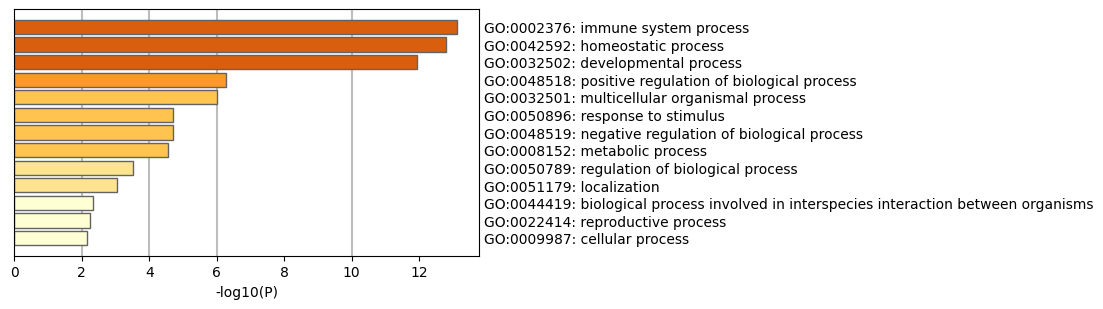 GO:0002376: immune system process
GO:0042592: homeostatic process
GO:0032502: developmental process
GO:0048518: positive regulation of biological process
GO:0032501: multicellular organismal process
GO:0050896: response to stimulus
GO:0048519: negative regulation of biological process
GO:0008152: metabolic process
GO:0050789: regulation of biological process
GO:0051179: localization
GO:0044419: biological process involved in interspecies interaction between organisms
GO:0022414: reproductive process
GO:0009987: cellular process
0 2 4 6 8 10 12
-log10(P)